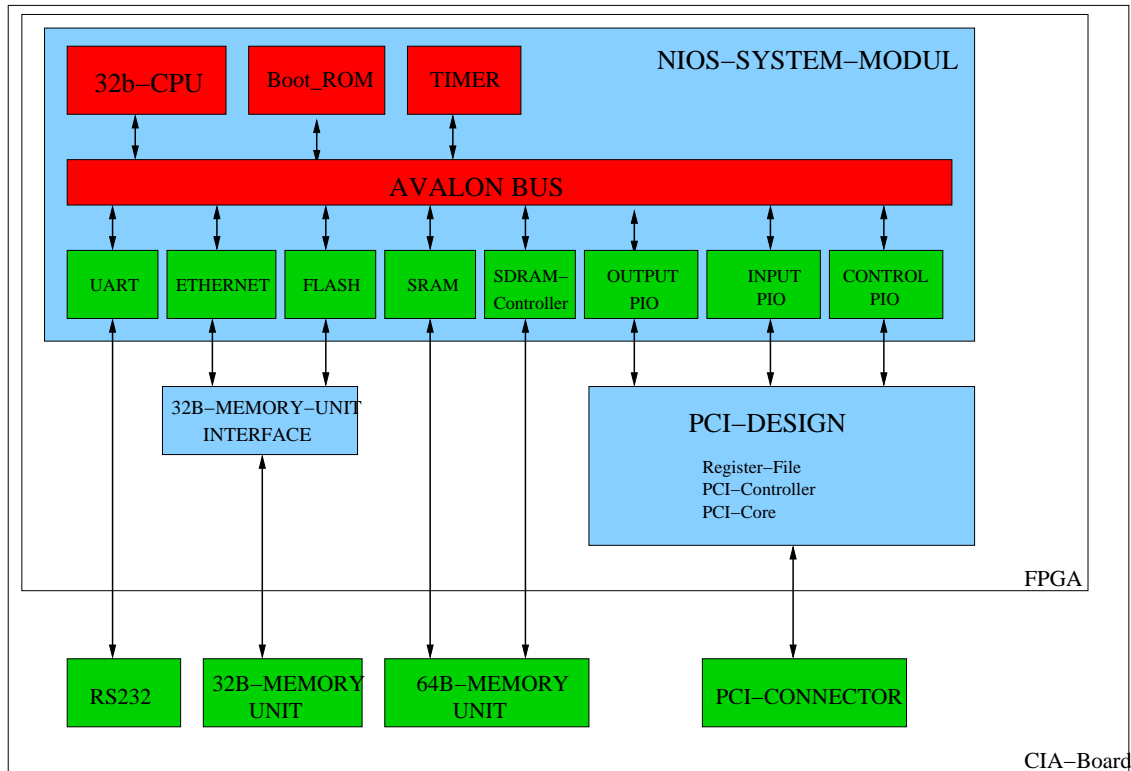 NIOS−SYSTEM−MODUL
32b−CPU
Boot_ROM
TIMER
AVALON BUS
UART
ETHERNET
FLASH
SRAM
SDRAM−
Controller
OUTPUT
PIO
INPUT
PIO
CONTROL
PIO
32B−MEMORY−UNIT
INTERFACE
PCI−DESIGN
Register−File
PCI−Controller
PCI−Core
FPGA
RS232
32B−MEMORY
UNIT
64B−MEMORY
UNIT
PCI−CONNECTOR
CIA−Board